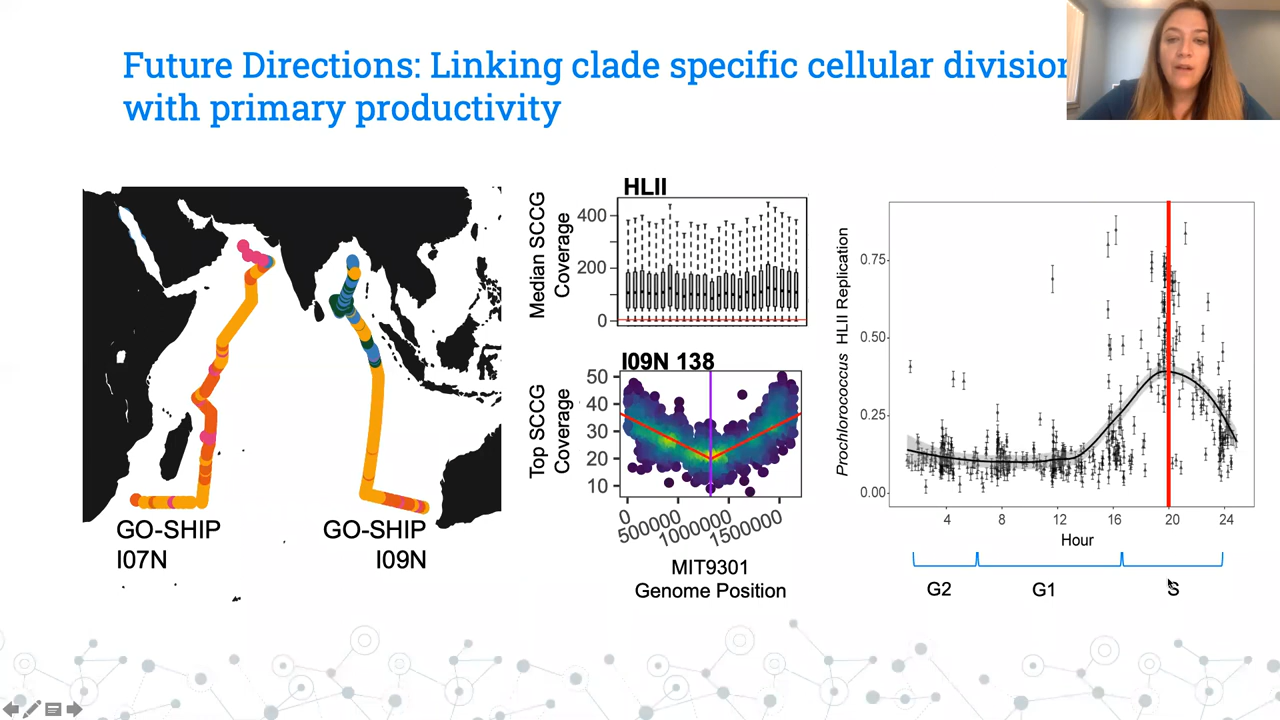 Future Directions: Linking clade specific cellular division
with primary productivity
GO-SHIP
I07N
GO-SHIP
I09N
HLII
Median SCCG
Coverage
400
200
0
I09N 138
Top SCCG
Coverage
50
40
30
20
10
0
500000
1000000
1500000
MIT9301
Genome Position
Prochlorococcus HLII Replication
0.75
0.50
0.25
0.00
4 8 12 16 20 24
Hour
G2 G1 S